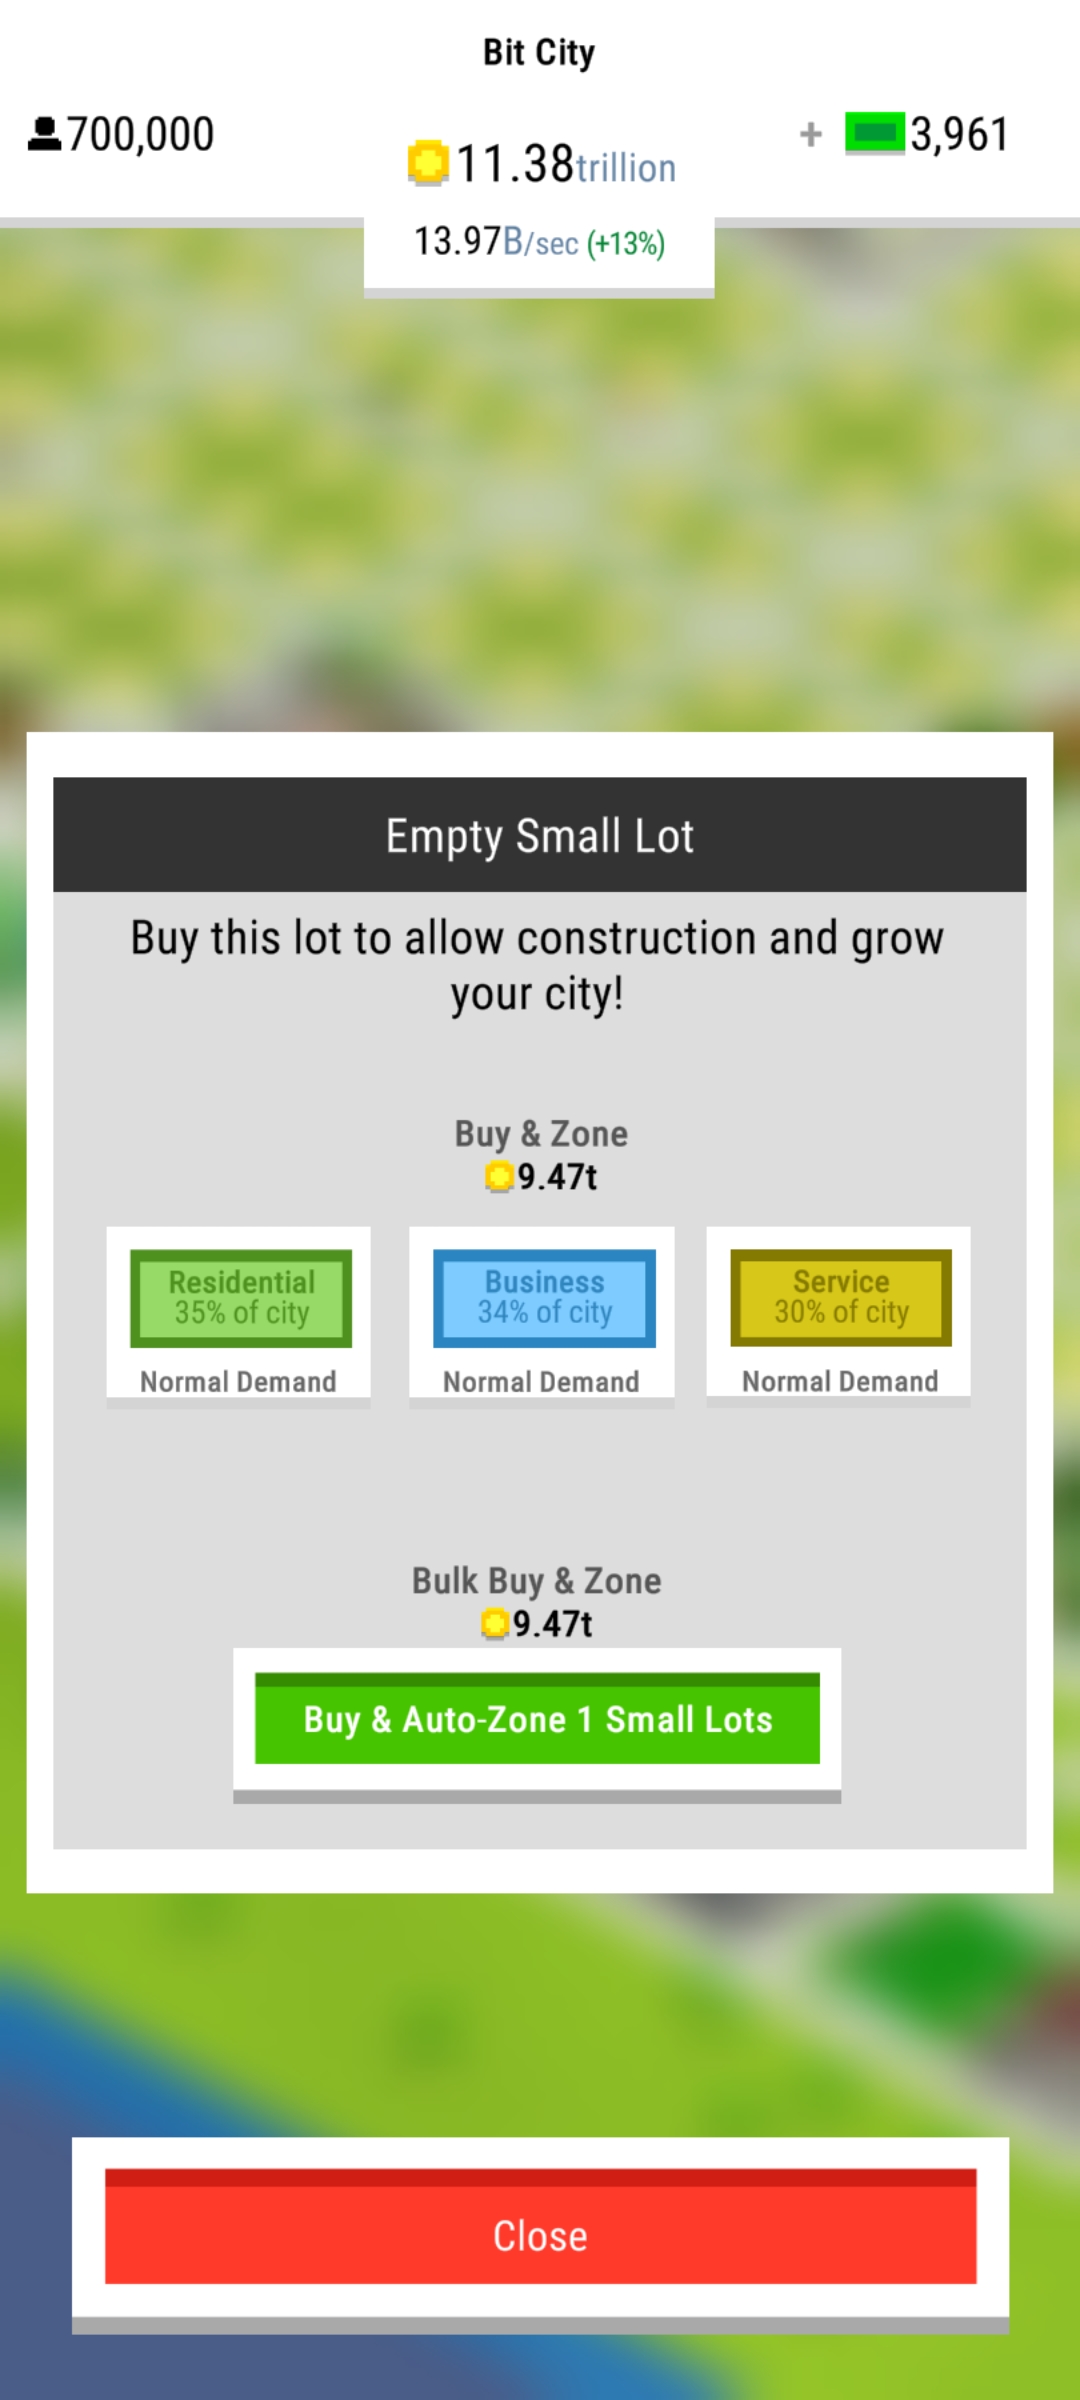 Bit City
700,000
11.38trillion
+ 3,961
13.97B/sec (+13%)
Empty Small Lot
Buy this lot to allow construction and grow
your city!
Buy & Zone
9.47t
Residential
35% of city
Normal Demand
Business
34% of city
Normal Demand
Service
30% of city
Normal Demand
Bulk Buy & Zone
9.47t
Buy & Auto-Zone 1 Small Lots
Close